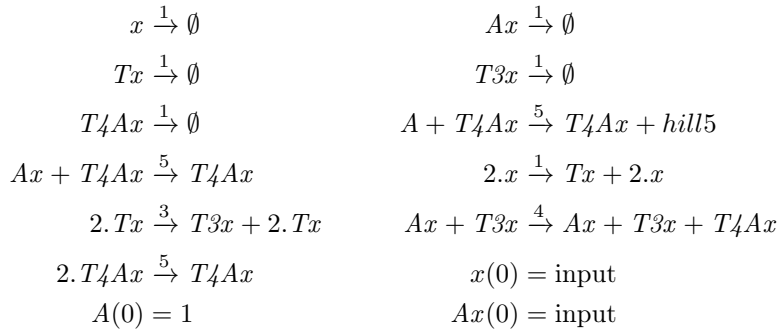 x →^1 ∅    Ax →^1 ∅
Tx →^1 ∅    T3x →^1 ∅
T4Ax →^1 ∅    A + T4Ax →^5 T4Ax + hill5
Ax + T4Ax →^5 T4Ax    2.x →^1 Tx + 2.x
2.Tx →^3 T3x + 2.Tx    Ax + T3x →^4 Ax + T3x + T4Ax
2.T4Ax →^5 T4Ax    x(0) = input
A(0) = 1    Ax(0) = input